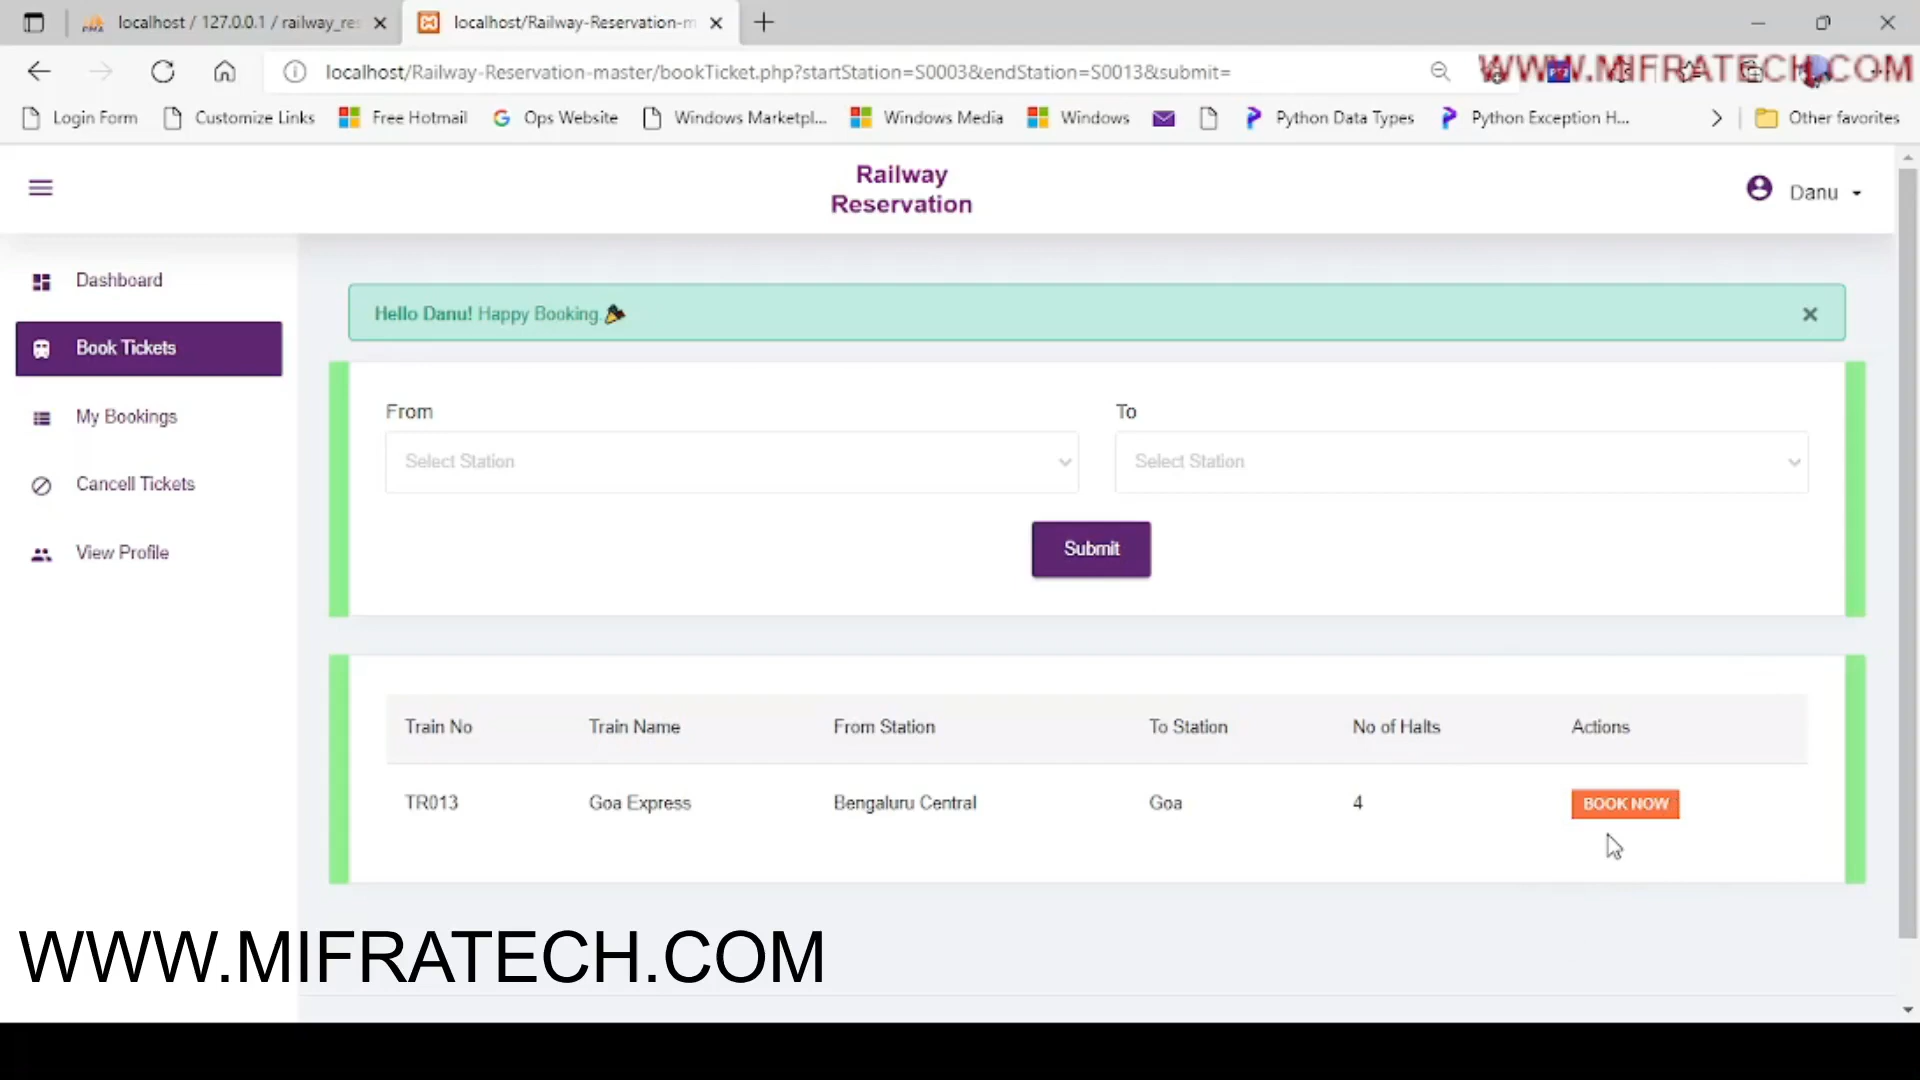 localhost / 127.0.0.1 / railway_res
localhost/Railway-Reservation-m
localhost/Railway-Reservation-master/bookTicket.php?startStation=S0003&endStation=S0013&submit=
WWW.MIFRATECH.COM
Login Form
Customize Links
Free Hotmail
Ops Website
Windows Marketpl...
Windows Media
Windows
Python Data Types
Python Exception H...
Other favorites
Railway
Reservation
Danu
Dashboard
Book Tickets
My Bookings
Cancell Tickets
View Profile
Hello Danu! Happy Booking.
From
To
Select Station
Select Station
Submit
Train No Train Name From Station To Station No of Halts Actions
TR013 Goa Express Bengaluru Central Goa 4 BOOK NOW
WWW.MIFRATECH.COM